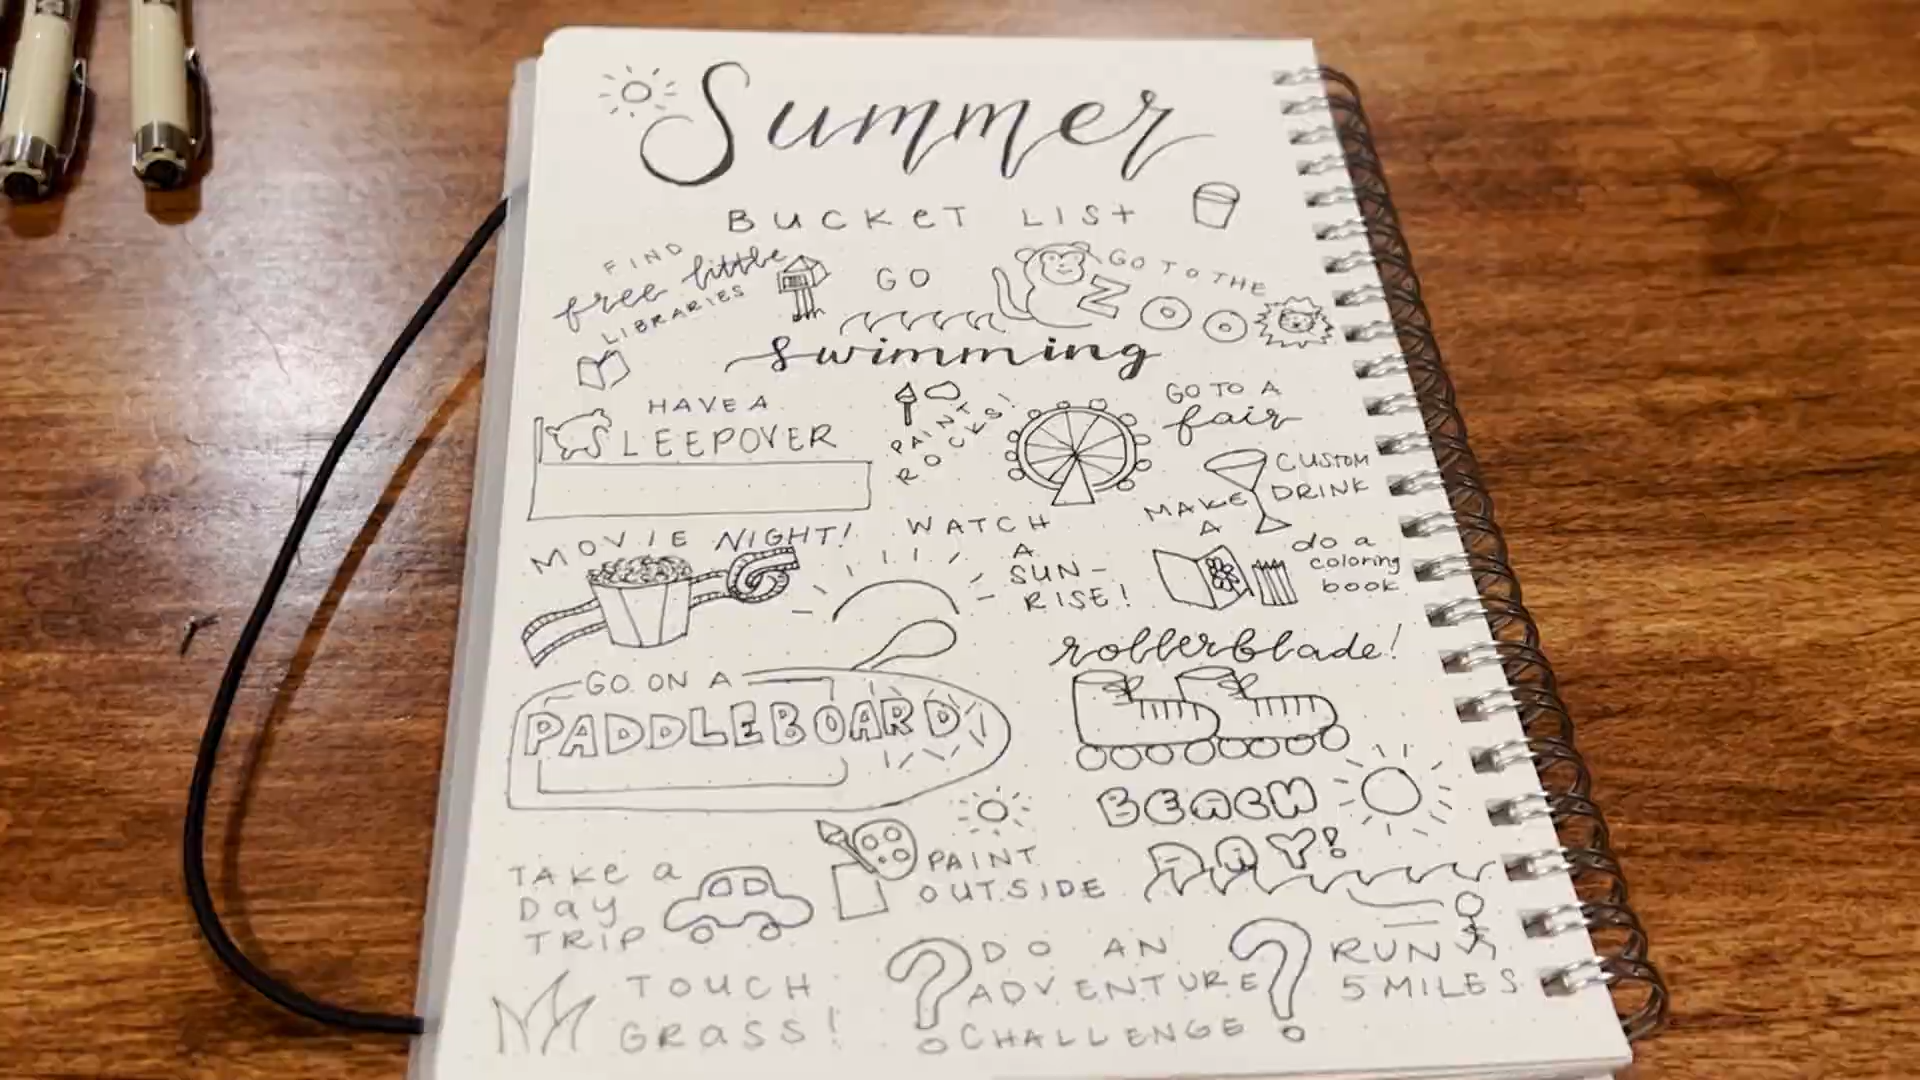 Summer
BUCKET LIST
FIND
free little
LIBRARIES
GO
swimming
GO TO THE
ZOO
HAVE A
SLEEPOVER
PAINT
ROCKS!
GO TO A
fair
MAKE
A
CUSTOM
DRINK
MOVIE NIGHT!
WATCH
A
SUN-
RISE!
do a
coloring
book
GO ON A
PADDLEBOARD
rollerblade!
BEACH
DAY!
TAKE a
Day
TRIP
PAINT
OUTSIDE
TOUCH
GRASS!
? DO AN ?
ADVENTURE
CHALLENGE
RUN
5 MILES